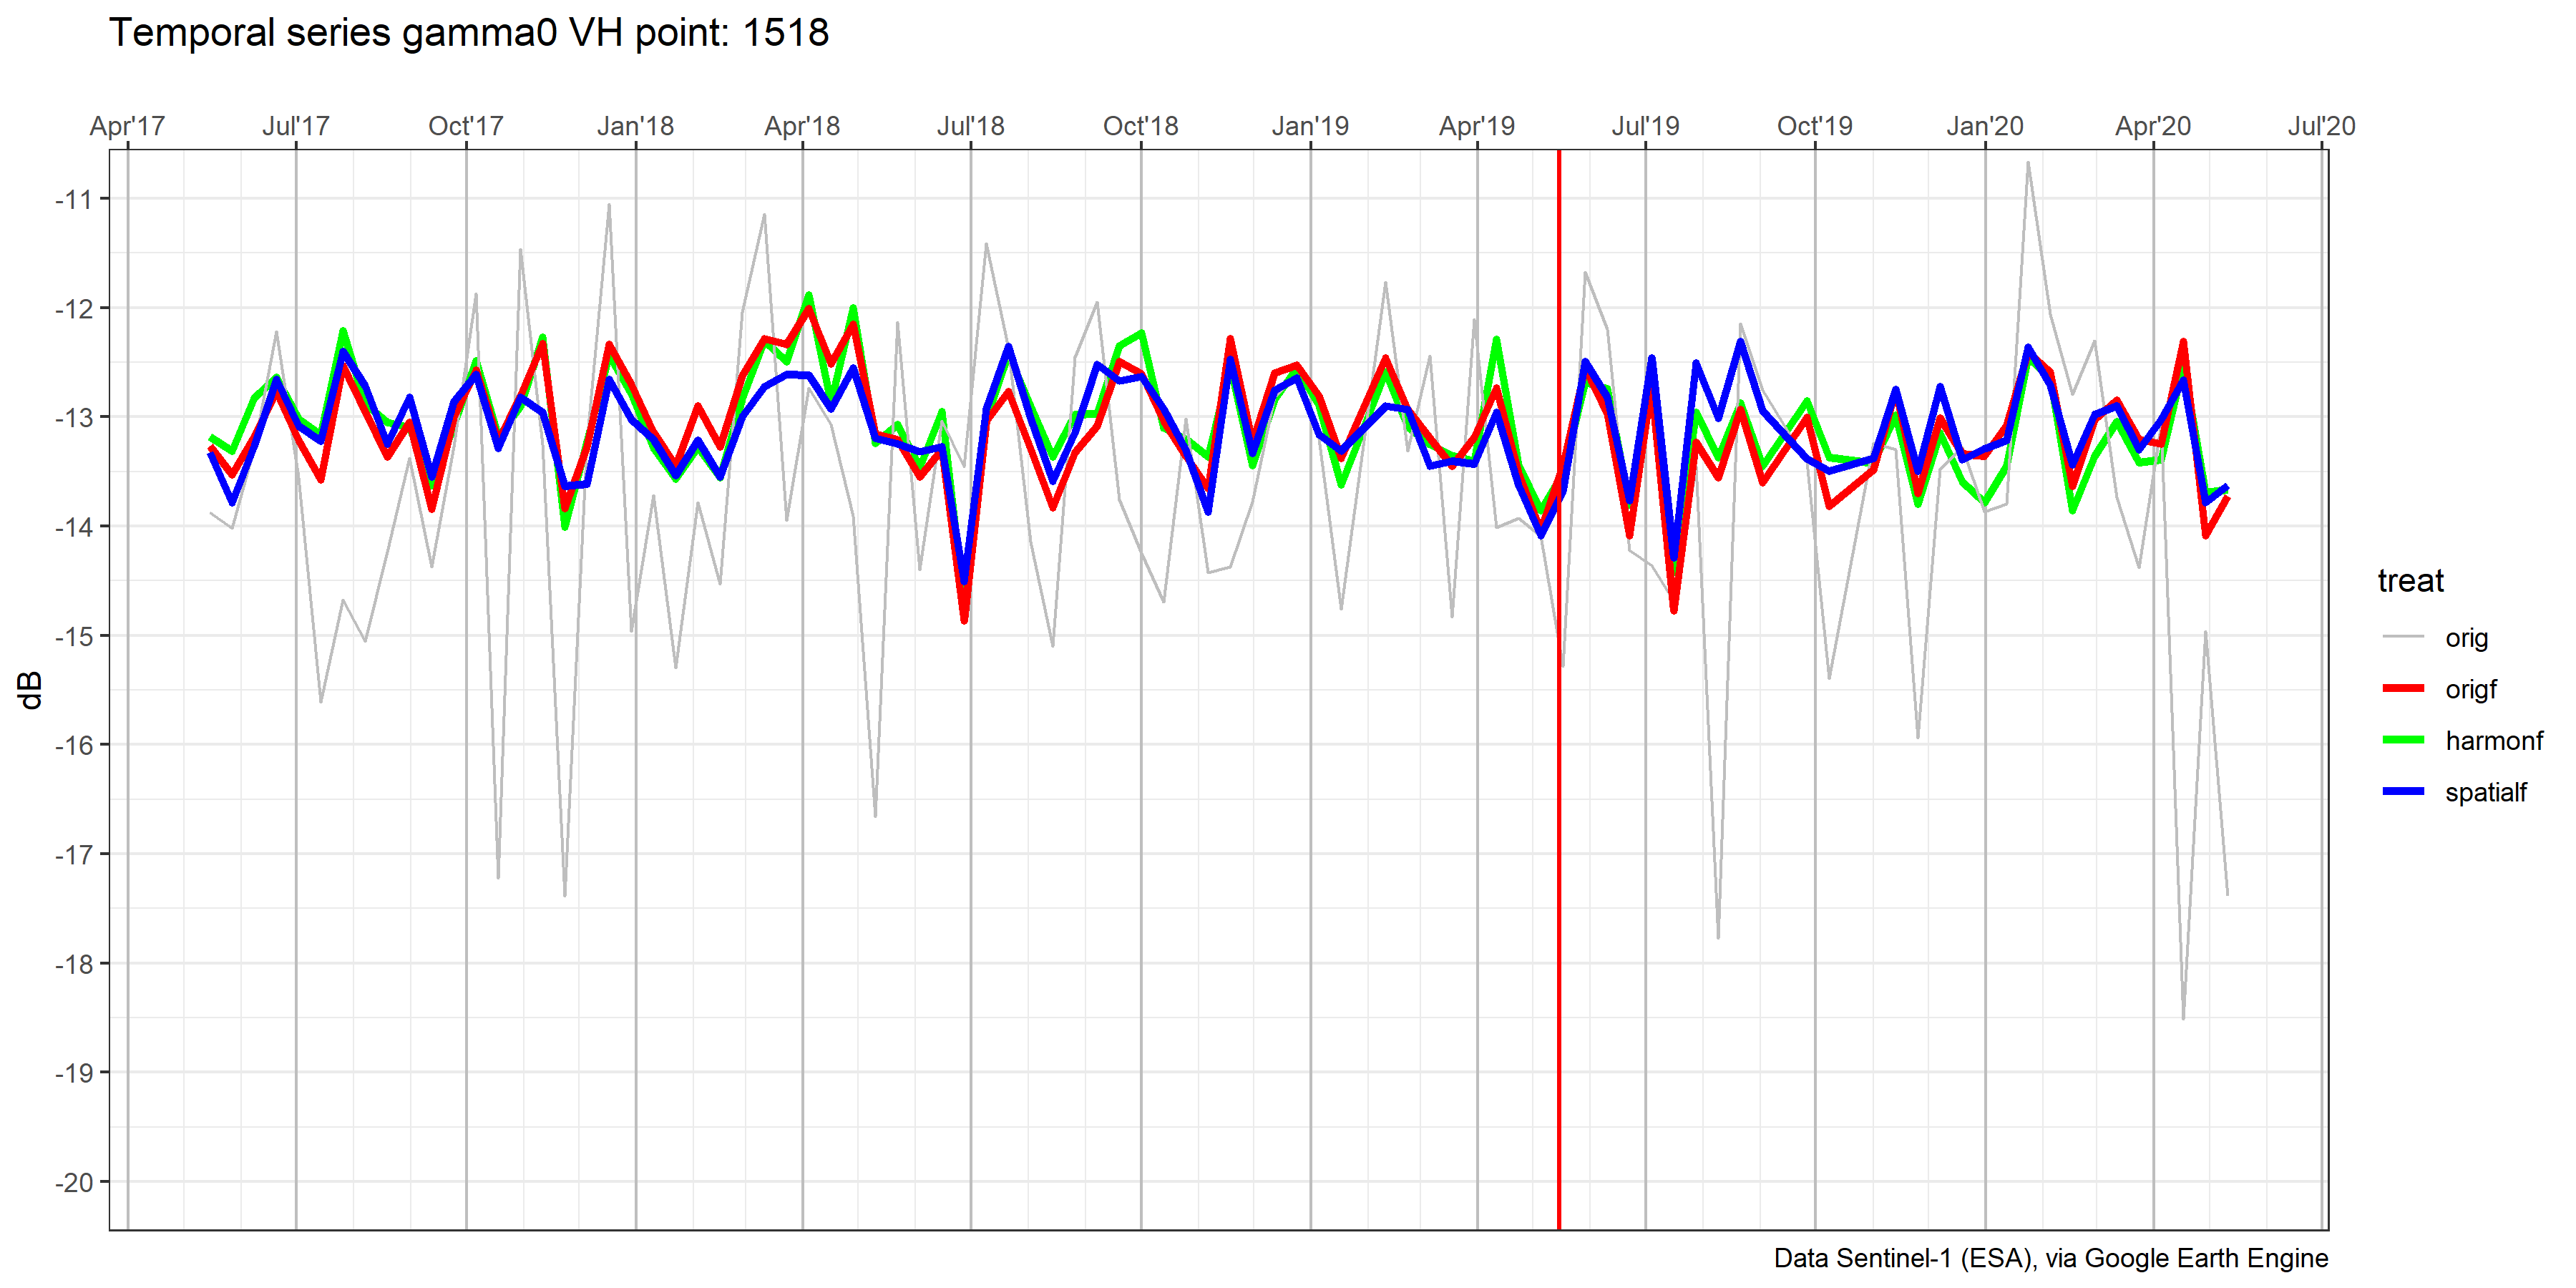 Temporal series gamma0 VH point: 1518
Apr'17 Jul'17 Oct'17 Jan'18 Apr'18 Jul'18 Oct'18 Jan'19 Apr'19 Jul'19 Oct'19 Jan'20 Apr'20 Jul'20
-11
-12
-13
-14
-15
-16
-17
-18
-19
-20
dB
treat
orig
origf
harmonf
spatialf
Data Sentinel-1 (ESA), via Google Earth Engine